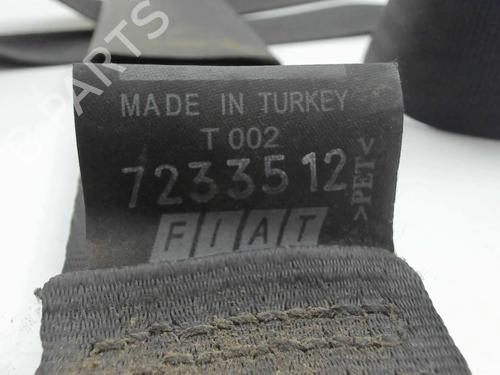 MADE IN TURKEY
T 002
7233512
FIAT
>PET<
B-PARTS